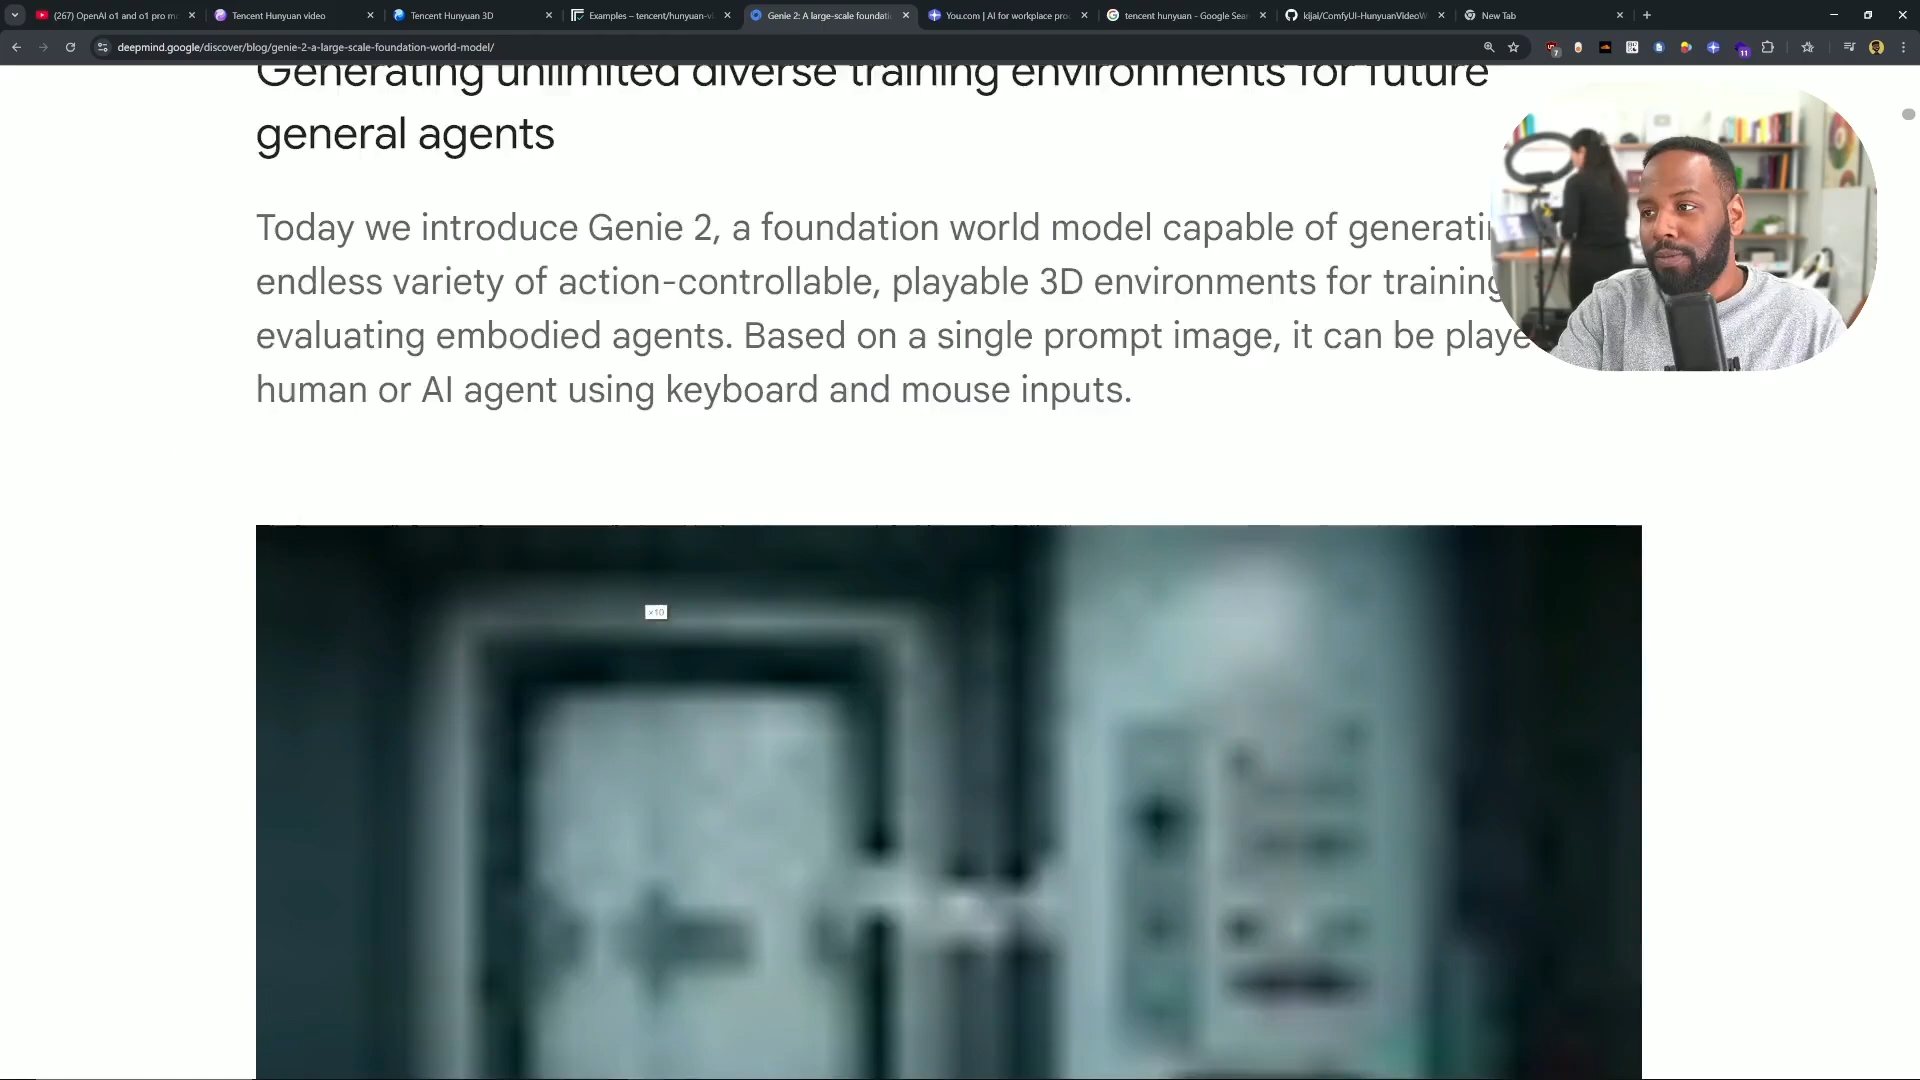 (267) OpenAI o1 and o1 pro m
Tencent Hunyuan video
Tencent Hunyuan 3D
Examples – tencent/hunyuan-vi
Genie 2: A large-scale foundati
You.com | AI for workplace pro
tencent hunyuan - Google Sear
kijai/ComfyUI-HunyuanVideoW
New Tab
deepmind.google/discover/blog/genie-2-a-large-scale-foundation-world-model/
7
11
Generating unlimited diverse training environments for future
general agents
Today we introduce Genie 2, a foundation world model capable of generatin
endless variety of action-controllable, playable 3D environments for training
evaluating embodied agents. Based on a single prompt image, it can be playe
human or AI agent using keyboard and mouse inputs.
×10